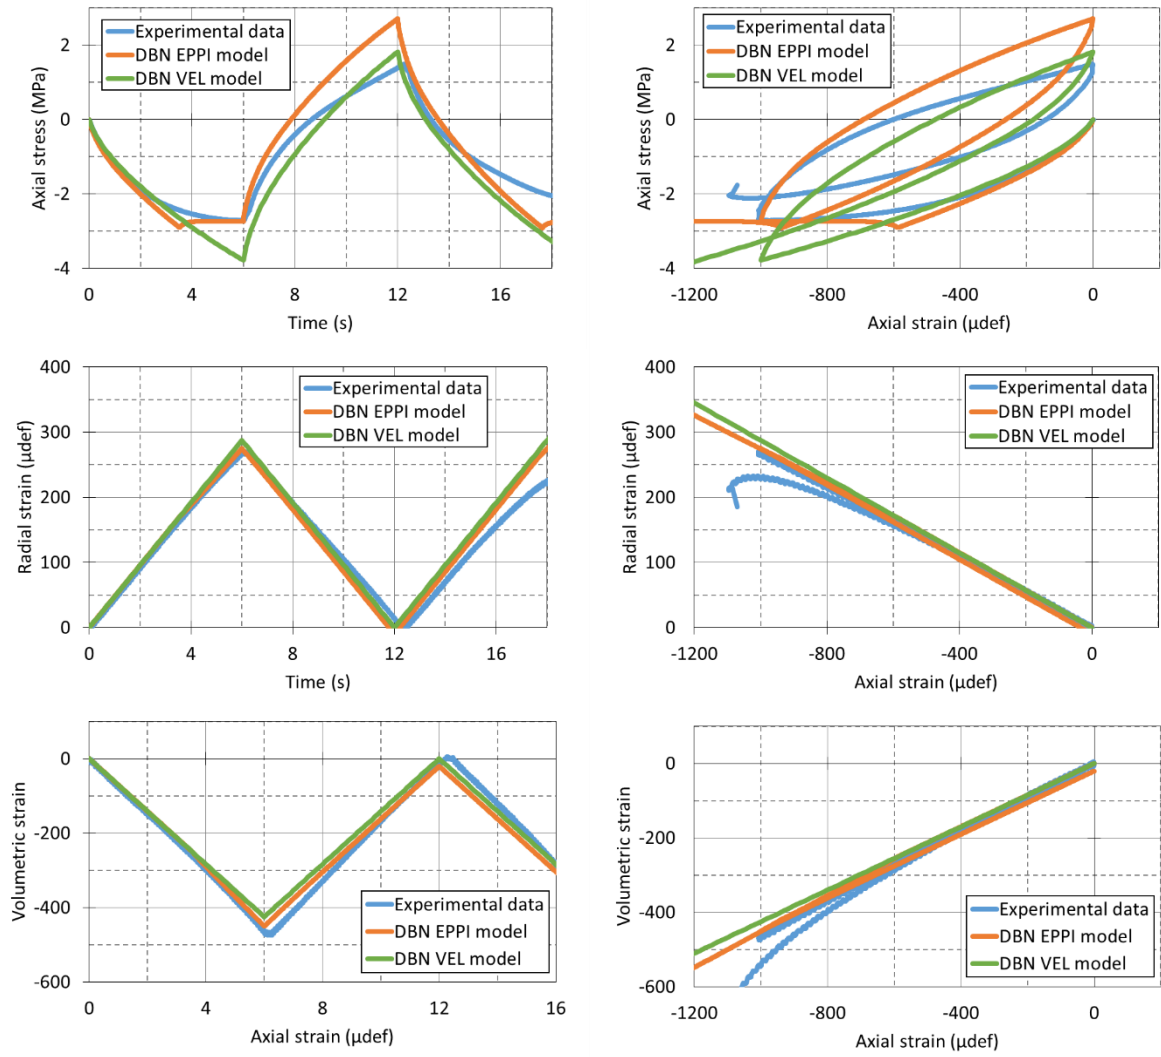 Experimental data
DBN EPPI model
DBN VEL model
Axial stress (MPa)
2
0
-2
-4
0 4 8 12 16
Time (s)
Experimental data
DBN EPPI model
DBN VEL model
Axial stress (MPa)
2
0
-2
-4
-1200 -800 -400 0
Axial strain (μdef)
Experimental data
DBN EPPI model
DBN VEL model
Radial strain (μdef)
400
300
200
100
0
0 4 8 12 16
Time (s)
Experimental data
DBN EPPI model
DBN VEL model
Radial strain (μdef)
400
300
200
100
0
-1200 -800 -400 0
Axial strain (μdef)
Volumetric strain
0
-200
-400
-600
Experimental data
DBN EPPI model
DBN VEL model
0 4 8 12 16
Axial strain (μdef)
Volumetric strain
0
-200
-400
-600
Experimental data
DBN EPPI model
DBN VEL model
-1200 -800 -400 0
Axial strain (μdef)